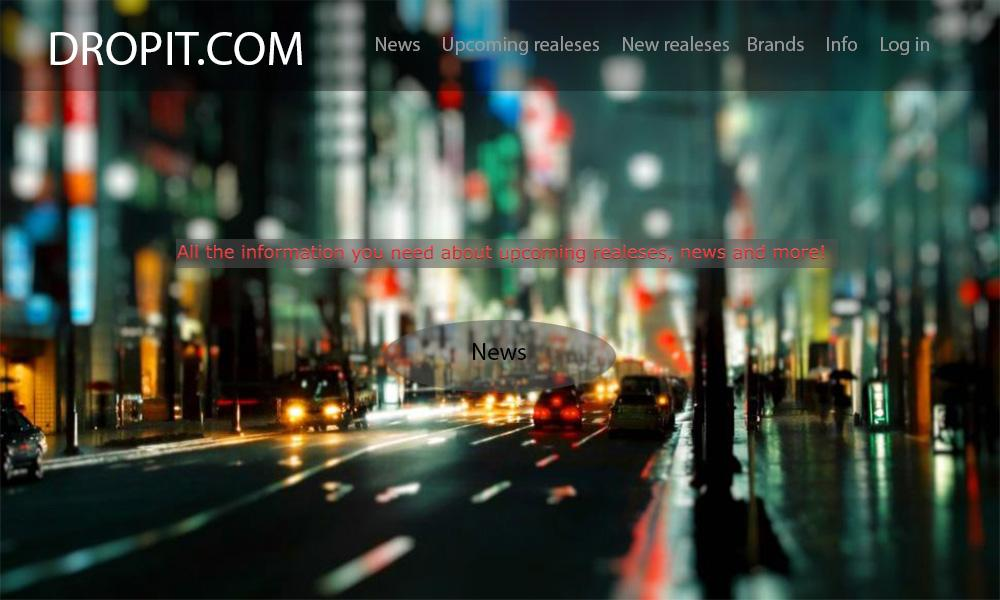 DROPIT.COM News Upcoming realeses New realeses Brands Info Log in
All the information you need about upcoming realeses, news and more!
News